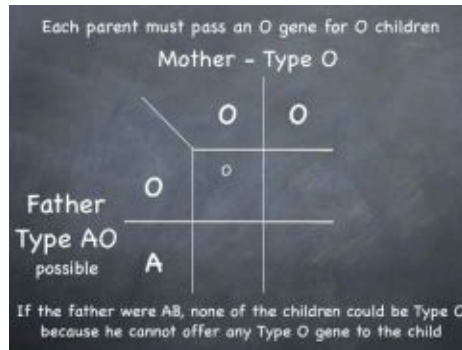 Each parent must pass an O gene for O children
Mother - Type O
O O
O
O
Father
Type AO
possible
A
If the father were AB, none of the children could be Type O
because he cannot offer any Type O gene to the child